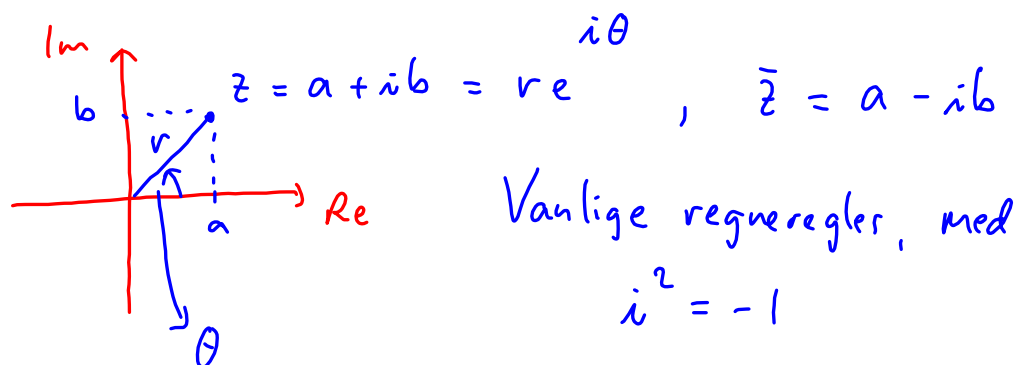 Im
z = a + ib = re^{iθ} , z̄ = a - ib
b
r
a
Re
θ
Vanlige regneregler, med
i² = -1